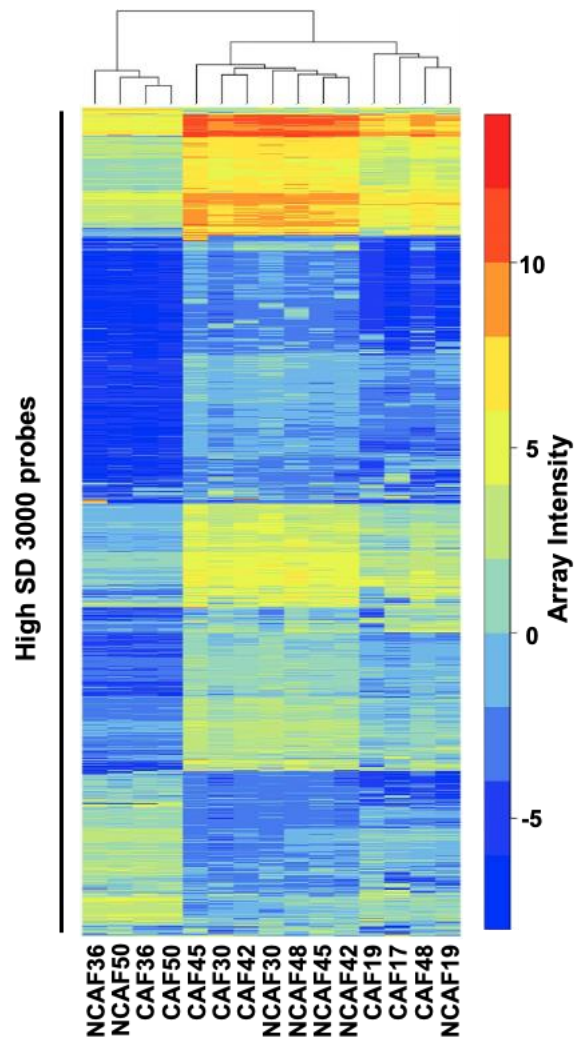 High SD 3000 probes
10
5
0
-5
Array Intensity
NCAF36
NCAF50
CAF36
CAF50
CAF45
CAF30
CAF42
NCAF30
NCAF48
NCAF45
NCAF42
CAF19
CAF17
CAF48
NCAF19